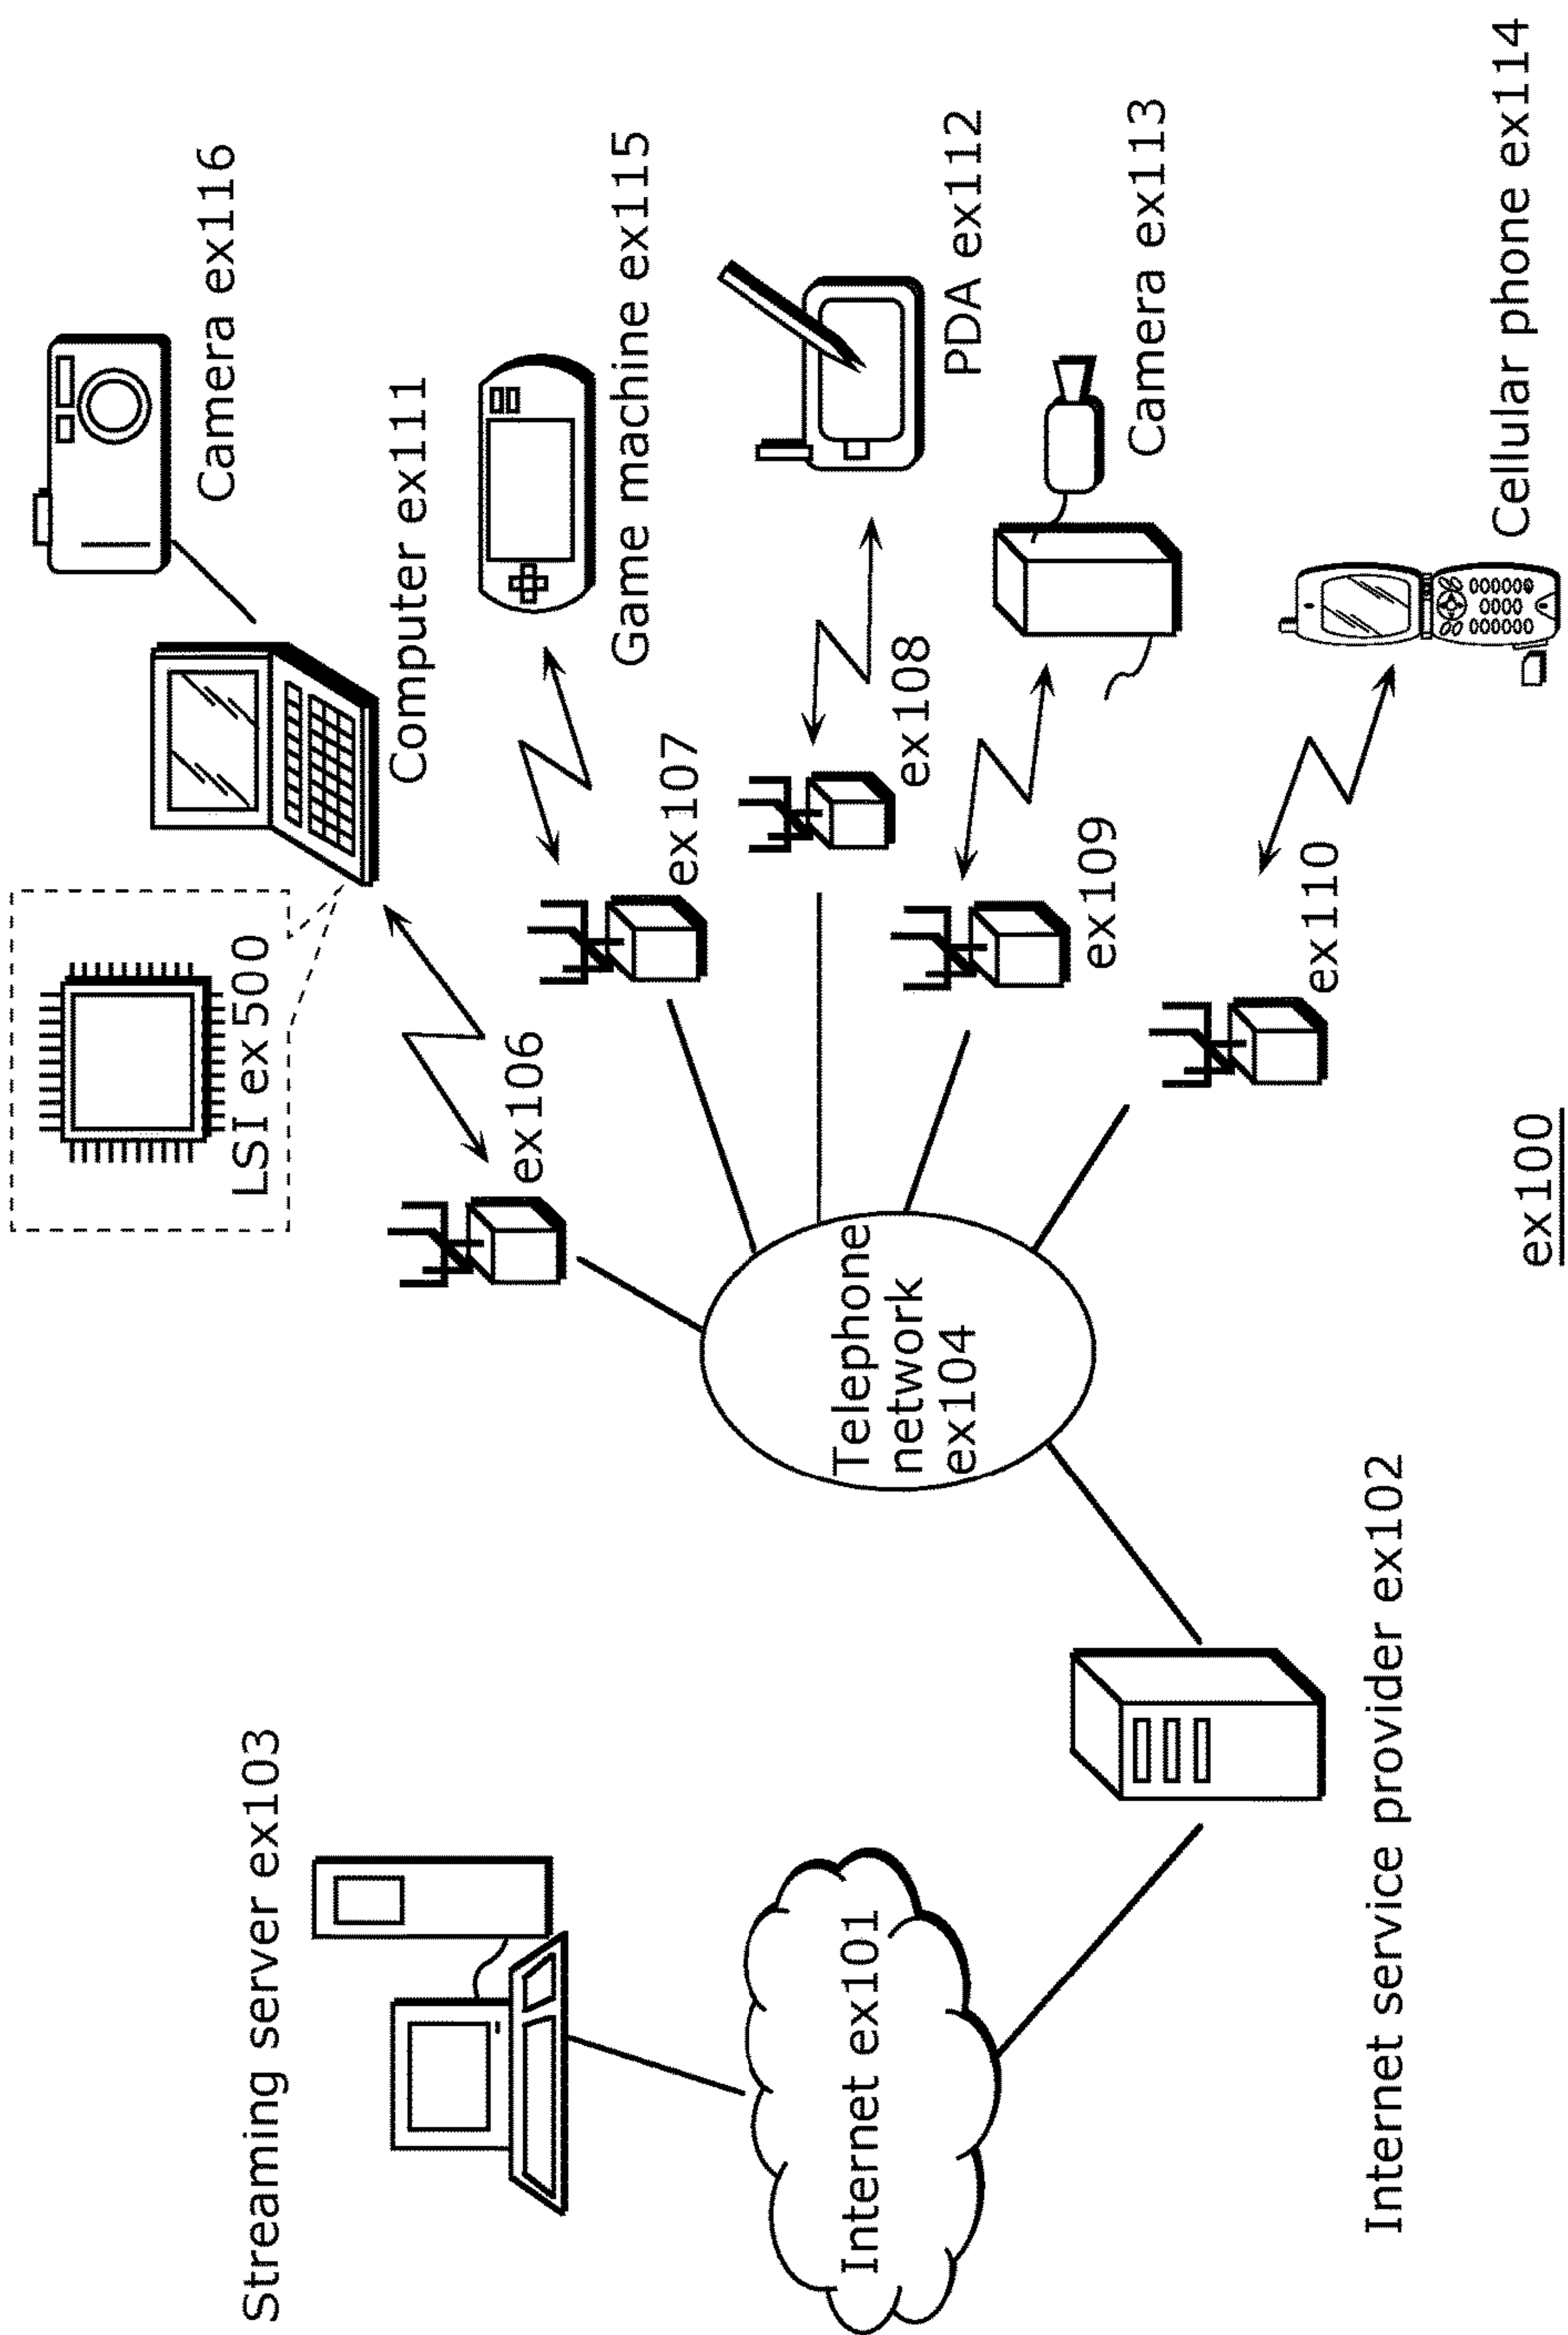 Streaming server ex103
Internet ex101
Internet service provider ex102
Telephone
network
ex104
LSI ex500
ex106
ex107
ex108
ex109
ex110
Camera ex116
Computer ex111
Game machine ex115
PDA ex112
Camera ex113
Cellular phone ex114
ex100